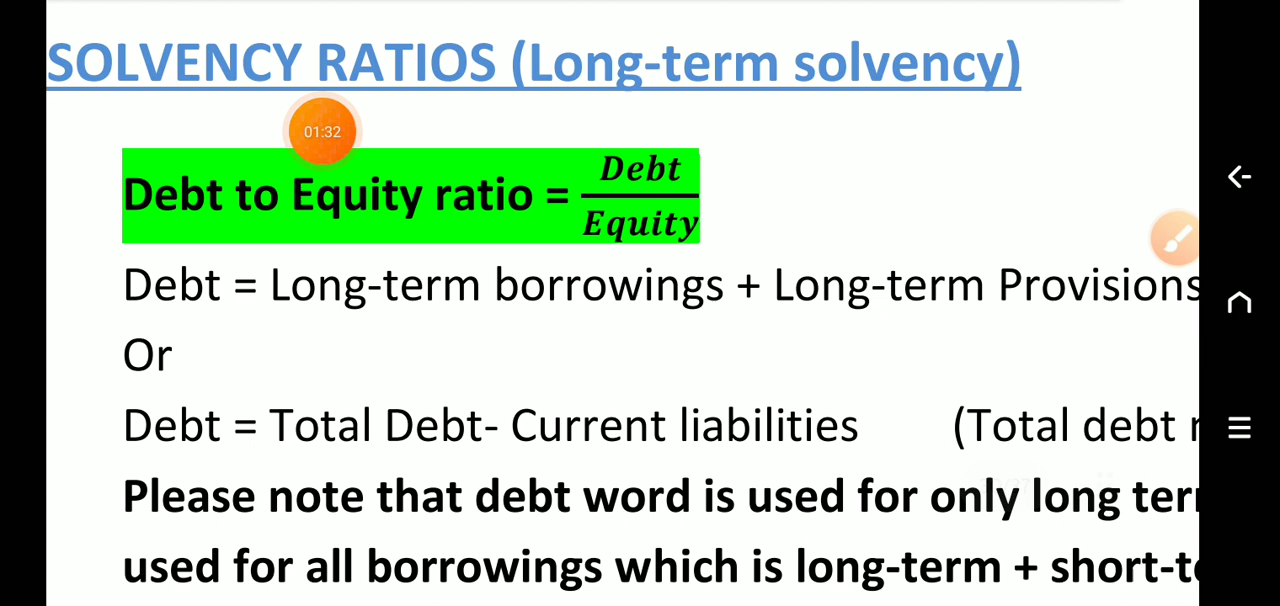 SOLVENCY RATIOS (Long-term solvency)
01:32
Debt to Equity ratio = Debt
Equity
Debt = Long-term borrowings + Long-term Provisions
Or
Debt = Total Debt- Current liabilities (Total debt
Please note that debt word is used for only long
used for all borrowings which is long-term +